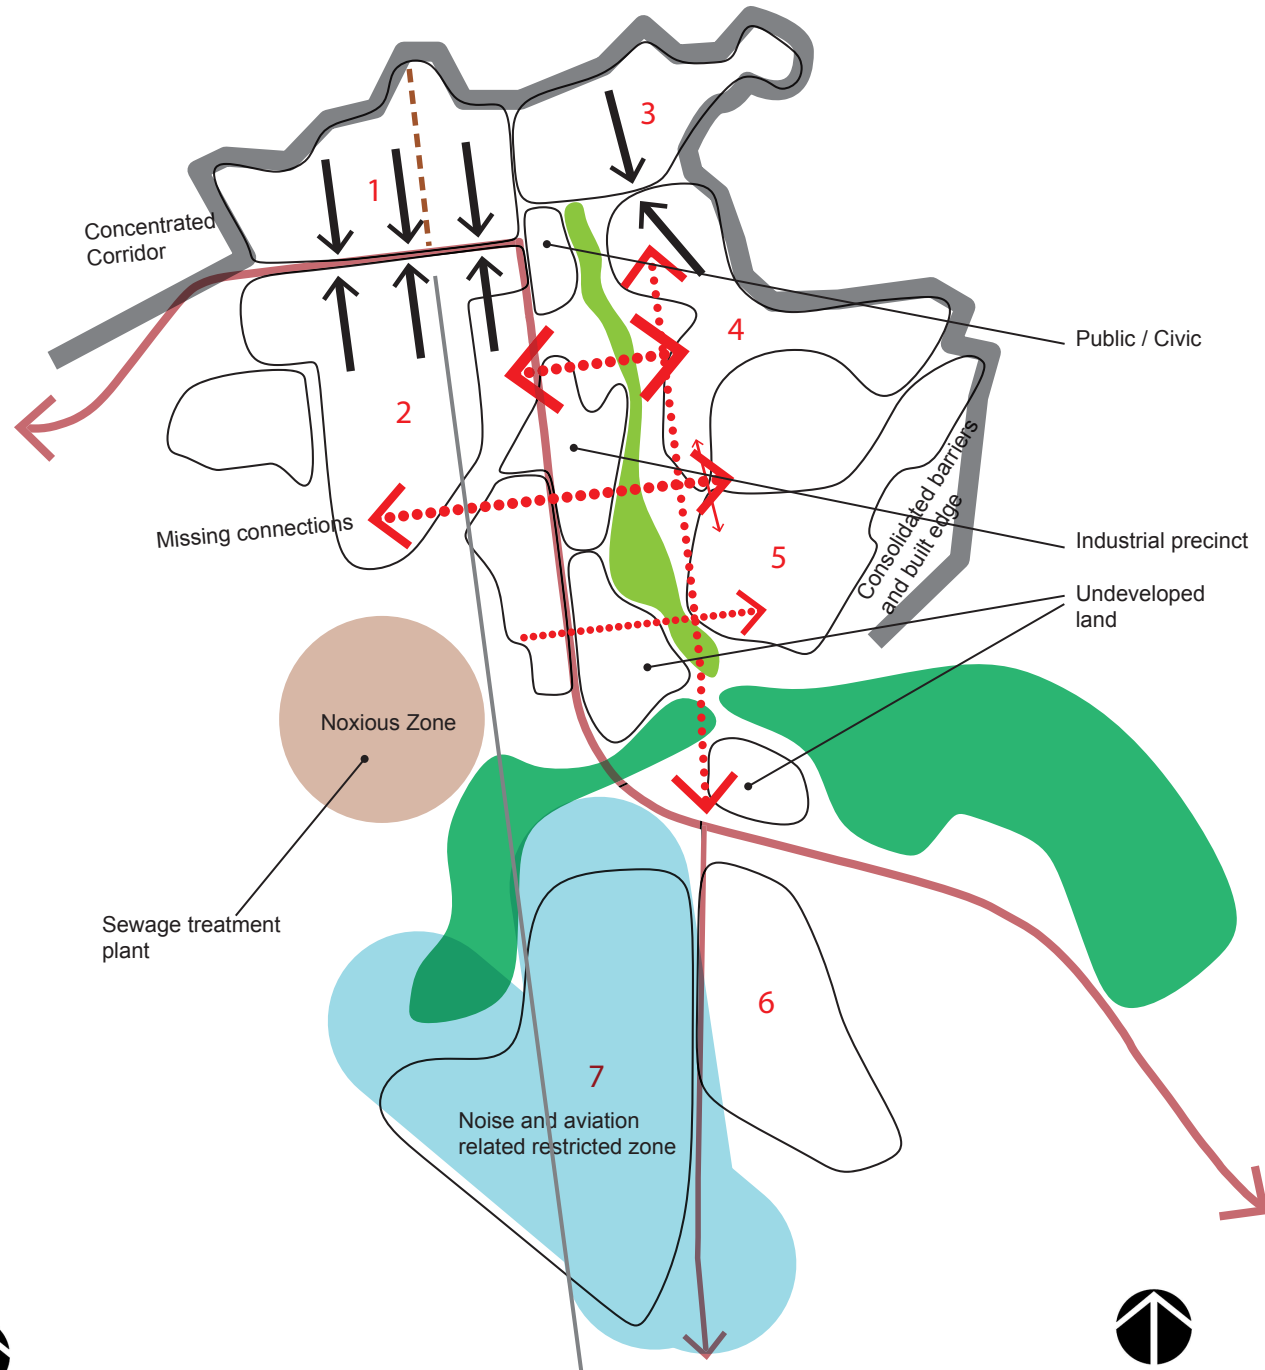 3
1
Concentrated
Corridor
4
Public / Civic
2
Consolidated barriers
and built edge
Missing connections
Industrial precinct
5
Undeveloped
land
Noxious Zone
Sewage treatment
plant
6
7
Noise and aviation
related restricted zone